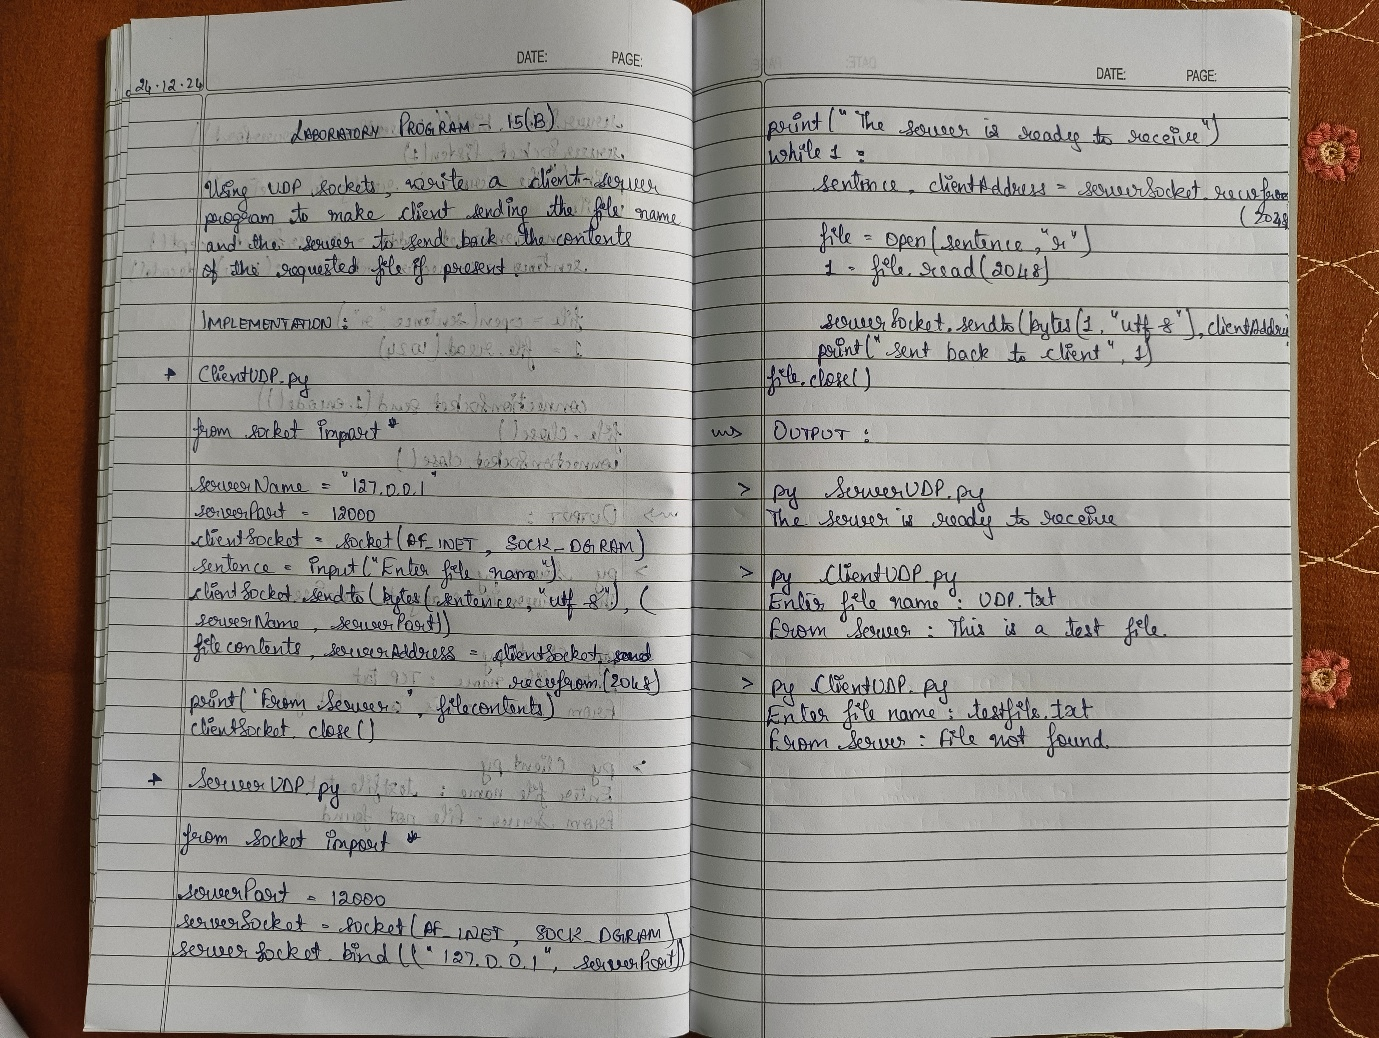 DATE: PAGE:
24.12.24
LABORATORY PROGRAM - 15(B)
Using UDP sockets, write a client-server
program to make client sending the file name
and the server to send back the contents
of the requested file if present.
IMPLEMENTATION :
ClientUDP.py
from socket import *
serverName = "127.0.0.1"
serverPort = 12000
clientSocket = socket(AF_INET, SOCK_DGRAM)
sentence = input("Enter file name")
clientSocket.sendto(bytes(sentence, "utf-8"), (
serverName, serverPort))
filecontents, serverAddress = clientSocket.
recvfrom(2048)
print('From Server:", filecontents)
clientSocket.close()
ServerUDP.py
from socket import *
serverPort = 12000
serverSocket = socket(AF_INET, SOCK_DGRAM)
serverSocket.bind(("127.0.0.1", serverPort))
DATE: PAGE:
print("The server is ready to receive")
while 1 :
sentence, clientAddress = serverSocket.recvfrom
(2048
file = open(sentence, "r")
l = file.read(2048)
serverSocket.sendto(bytes(l, "utf-8"), clientAddre
print("sent back to client", l)
file.close()
OUTPUT :
> py ServerUDP.py
The server is ready to receive
> py ClientUDP.py
Enter file name : UDP.txt
From Server : This is a test file.
> py ClientUDP.py
Enter file name : testfile.txt
From Server : File not found.